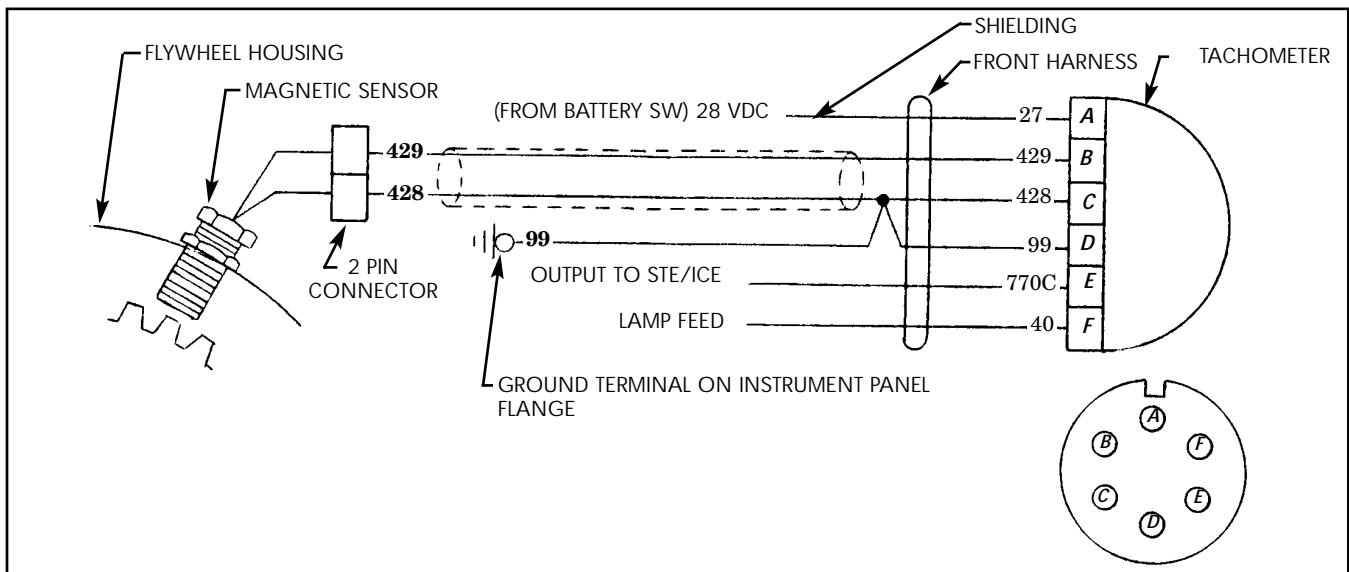 SHIELDING
FLYWHEEL HOUSING
FRONT HARNESS
TACHOMETER
MAGNETIC SENSOR
(FROM BATTERY SW) 28 VDC
27 A
429
429 B
428
428 C
99
99 D
2 PIN
CONNECTOR
OUTPUT TO STE/ICE
770C E
LAMP FEED
40 F
GROUND TERMINAL ON INSTRUMENT PANEL
FLANGE
A
B
F
C
E
D